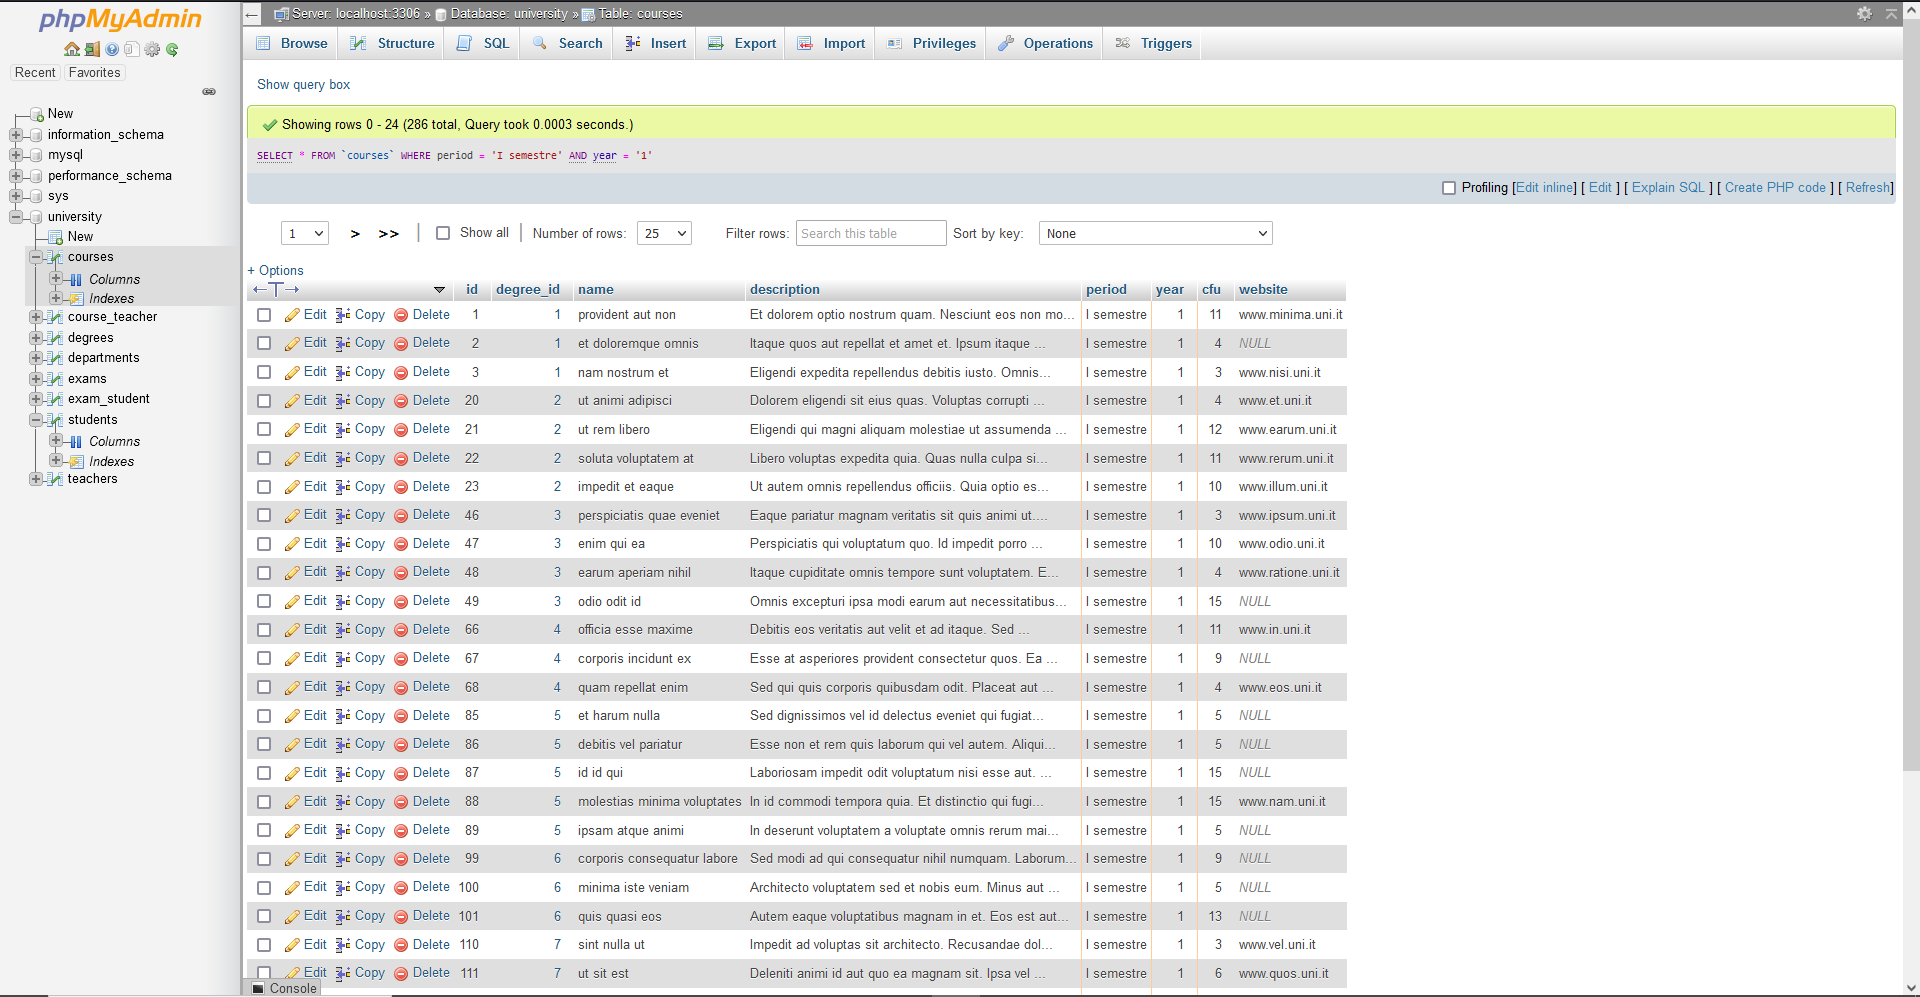 phpMyAdmin
Recent Favorites
New
information_schema
mysql
performance_schema
sys
university
New
courses
Columns
Indexes
course_teacher
degrees
departments
exams
exam_student
students
Columns
Indexes
teachers
Server: localhost:3306 » Database: university » Table: courses
Browse Structure SQL Search Insert Export Import Privileges Operations Triggers
Show query box
Showing rows 0 - 24 (286 total, Query took 0.0003 seconds.)
SELECT * FROM `courses` WHERE period = 'I semestre' AND year = '1'
Profiling [Edit inline] [ Edit ] [ Explain SQL ] [ Create PHP code ] [ Refresh]
1 > >> | Show all | Number of rows: 25 Filter rows: Search this table Sort by key: None
+ Options
←T→ id degree_id name description period year cfu website
Edit Copy Delete 1 1 provident aut non Et dolorem optio nostrum quam. Nesciunt eos non mo... I semestre 1 11 www.minima.uni.it
Edit Copy Delete 2 1 et doloremque omnis Itaque quos aut repellat et amet et. Ipsum itaque ... I semestre 1 4 NULL
Edit Copy Delete 3 1 nam nostrum et Eligendi expedita repellendus debitis iusto. Omnis... I semestre 1 3 www.nisi.uni.it
Edit Copy Delete 20 2 ut animi adipisci Dolorem eligendi sit eius quas. Voluptas corrupti ... I semestre 1 4 www.et.uni.it
Edit Copy Delete 21 2 ut rem libero Eligendi qui magni aliquam molestiae ut assumenda ... I semestre 1 12 www.earum.uni.it
Edit Copy Delete 22 2 soluta voluptatem at Libero voluptas expedita quia. Quas nulla culpa si... I semestre 1 11 www.rerum.uni.it
Edit Copy Delete 23 2 impedit et eaque Ut autem omnis repellendus officiis. Quia optio es... I semestre 1 10 www.illum.uni.it
Edit Copy Delete 46 3 perspiciatis quae eveniet Eaque pariatur magnam veritatis sit quis animi ut.... I semestre 1 3 www.ipsum.uni.it
Edit Copy Delete 47 3 enim qui ea Perspiciatis qui voluptatum quo. Id impedit porro ... I semestre 1 10 www.odio.uni.it
Edit Copy Delete 48 3 earum aperiam nihil Itaque cupiditate omnis tempore sunt voluptatem. E... I semestre 1 4 www.ratione.uni.it
Edit Copy Delete 49 3 odio odit id Omnis excepturi ipsa modi earum aut necessitatibus... I semestre 1 15 NULL
Edit Copy Delete 66 4 officia esse maxime Debitis eos veritatis aut velit et ad itaque. Sed ... I semestre 1 11 www.in.uni.it
Edit Copy Delete 67 4 corporis incidunt ex Esse at asperiores provident consectetur quos. Ea ... I semestre 1 9 NULL
Edit Copy Delete 68 4 quam repellat enim Sed qui quis corporis quibusdam odit. Placeat aut ... I semestre 1 4 www.eos.uni.it
Edit Copy Delete 85 5 et harum nulla Sed dignissimos vel id delectus eveniet qui fugiat... I semestre 1 5 NULL
Edit Copy Delete 86 5 debitis vel pariatur Esse non et rem quis laborum qui vel autem. Aliqui... I semestre 1 5 NULL
Edit Copy Delete 87 5 id id qui Laboriosam impedit odit voluptatum nisi esse aut. ... I semestre 1 15 NULL
Edit Copy Delete 88 5 molestias minima voluptates In id commodi tempora quia. Et distinctio qui fugi... I semestre 1 15 www.nam.uni.it
Edit Copy Delete 89 5 ipsam atque animi In deserunt voluptatem a voluptate omnis rerum mai... I semestre 1 5 NULL
Edit Copy Delete 99 6 corporis consequatur labore Sed modi ad qui consequatur nihil numquam. Laborum... I semestre 1 9 NULL
Edit Copy Delete 100 6 minima iste veniam Architecto voluptatem sed et nobis eum. Minus aut ... I semestre 1 5 NULL
Edit Copy Delete 101 6 quis quasi eos Autem eaque voluptatibus magnam in et. Eos est aut... I semestre 1 13 NULL
Edit Copy Delete 110 7 sint nulla ut Impedit ad voluptas sit architecto. Recusandae dol... I semestre 1 3 www.vel.uni.it
Edit Copy Delete 111 7 ut sit est Deleniti animi id aut quo ea magnam sit. Ipsa vel ... I semestre 1 6 www.quos.uni.it
Console